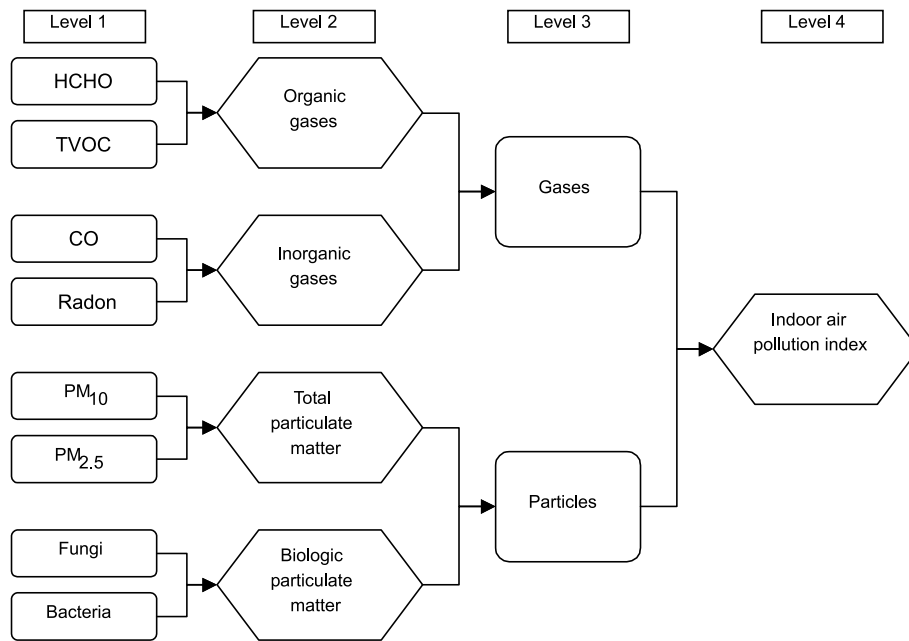 Level 1
Level 2
Level 3
Level 4
HCHO
TVOC
Organic
gases
CO
Radon
Inorganic
gases
Gases
PM10
PM2.5
Total
particulate
matter
Fungi
Bacteria
Biologic
particulate
matter
Particles
Indoor air
pollution index